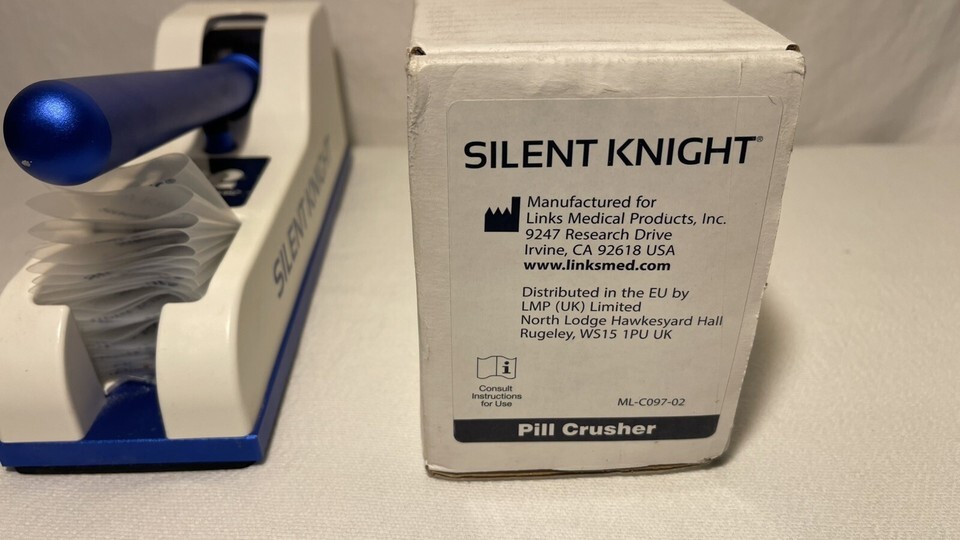 SILENT KNIGHT
SILENT KNIGHT®
Manufactured for
Links Medical Products, Inc.
9247 Research Drive
Irvine, CA 92618 USA
www.linksmed.com
Distributed in the EU by
LMP (UK) Limited
North Lodge Hawkesyard Hall
Rugeley, WS15 1PU UK
i
Consult
Instructions
for Use
ML-C097-02
Pill Crusher